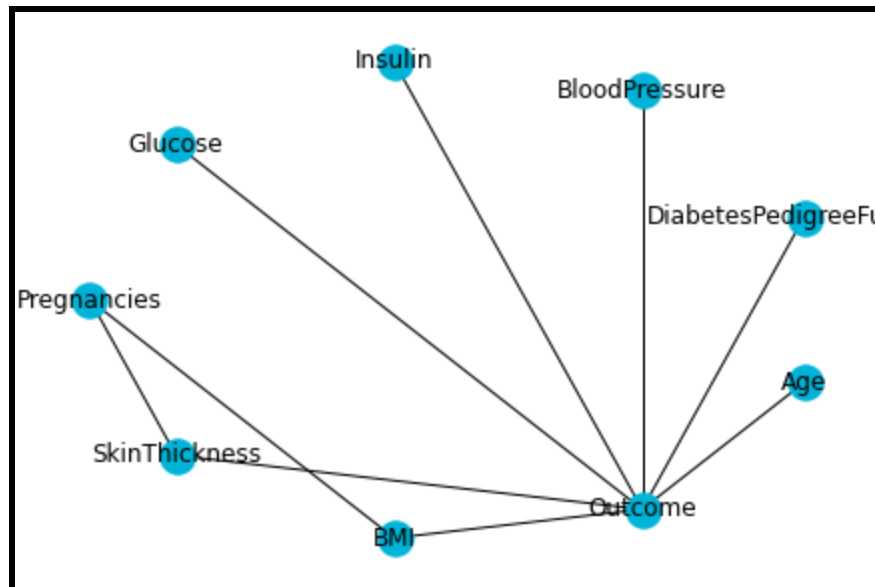 Insulin
BloodPressure
Glucose
DiabetesPedigreeFu
Pregnancies
Age
SkinThickness
Outcome
BMI